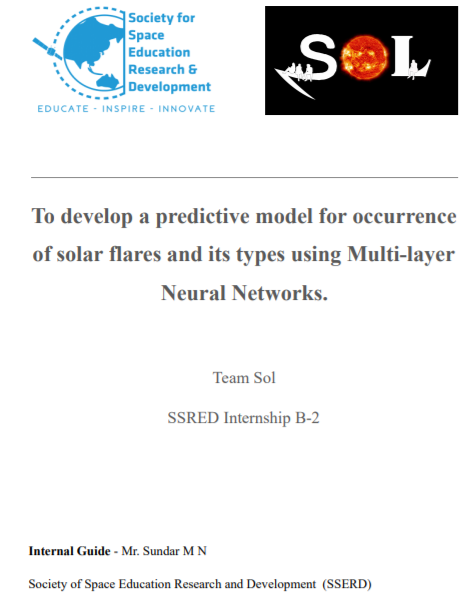 Society for
Space
Education
Research &
Development
EDUCATE - INSPIRE - INNOVATE
SOL
To develop a predictive model for occurrence
of solar flares and its types using Multi-layer
Neural Networks.
Team Sol
SSRED Internship B-2
Internal Guide - Mr. Sundar M N
Society of Space Education Research and Development (SSERD)